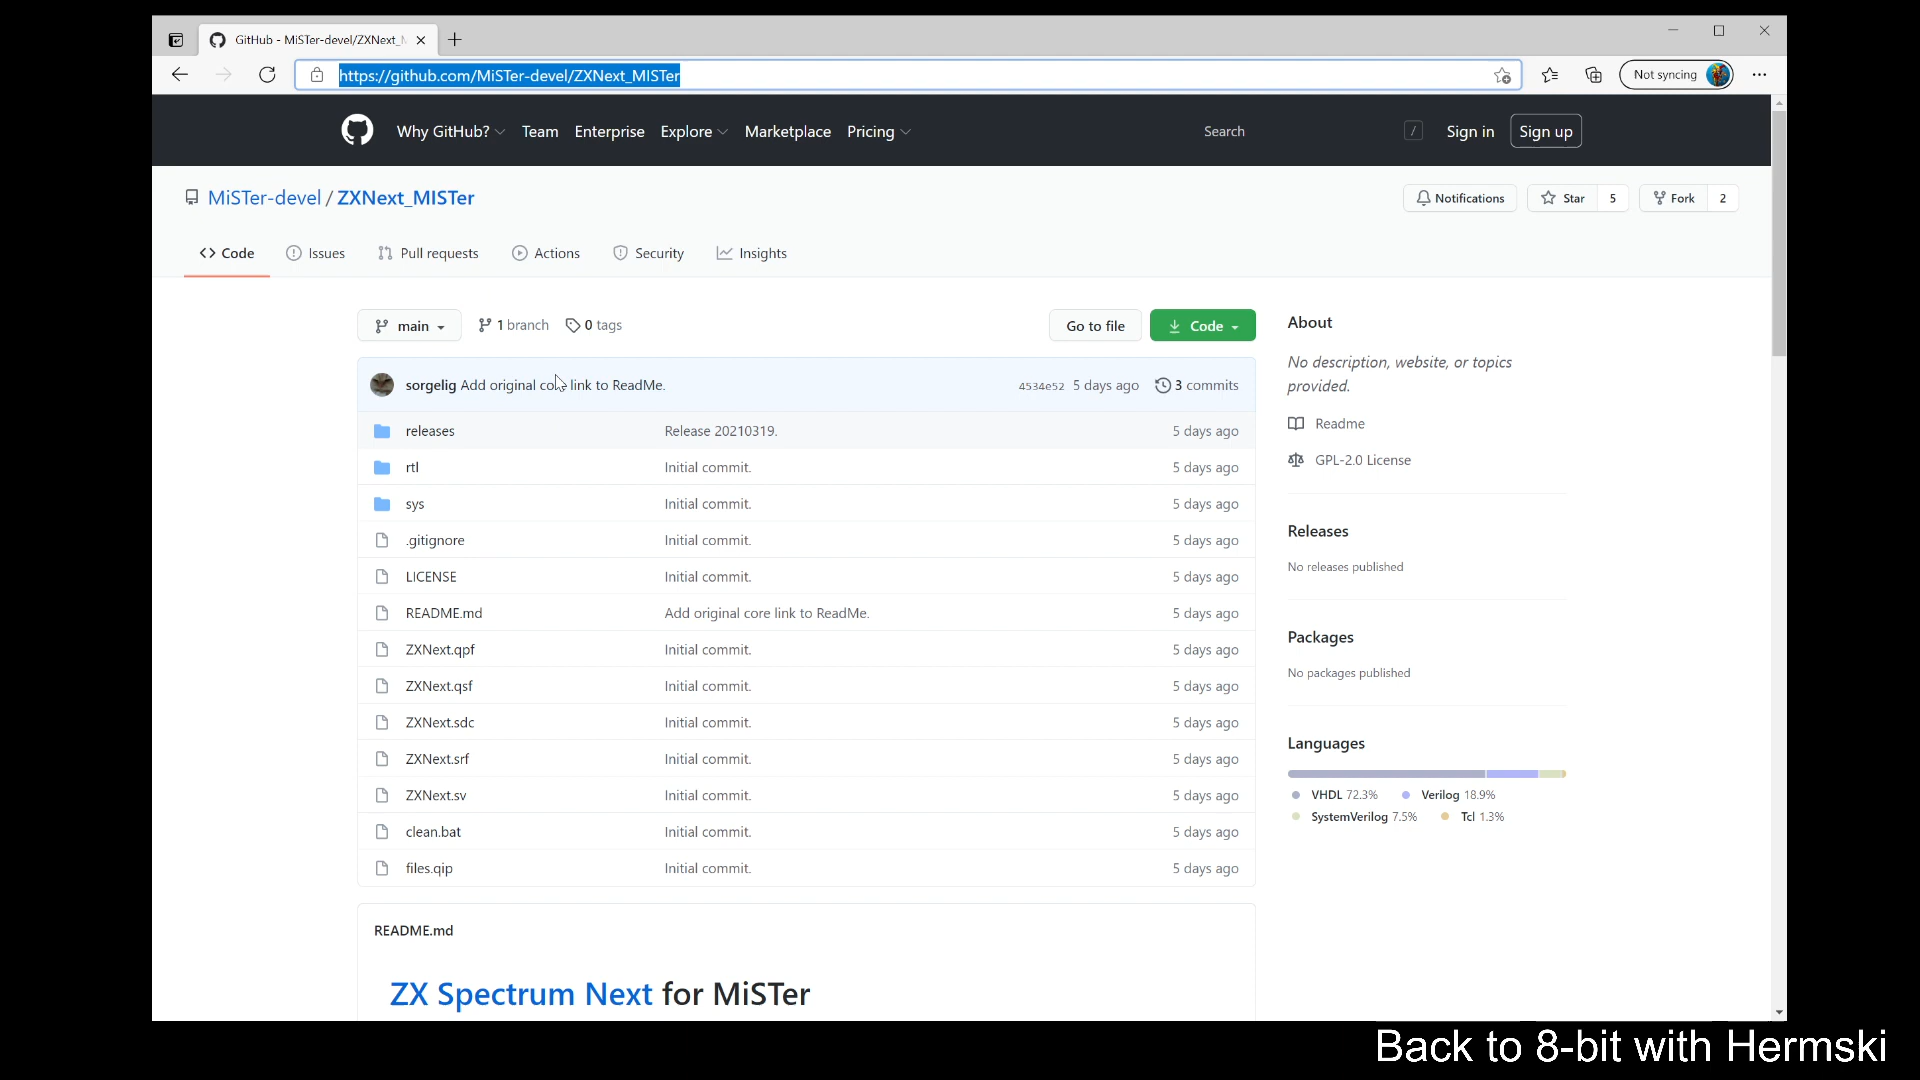 GitHub - MiSTer-devel/ZXNext_M
https://github.com/MiSTer-devel/ZXNext_MISTer
Not syncing
Why GitHub? Team Enterprise Explore Marketplace Pricing
Search
/
Sign in
Sign up
MiSTer-devel / ZXNext_MISTer
Notifications
Star 5
Fork 2
Code Issues Pull requests Actions Security Insights
main
1 branch
0 tags
Go to file
Code
sorgelig Add original core link to ReadMe.
4534e52 5 days ago 3 commits
releases Release 20210319. 5 days ago
rtl Initial commit. 5 days ago
sys Initial commit. 5 days ago
.gitignore Initial commit. 5 days ago
LICENSE Initial commit. 5 days ago
README.md Add original core link to ReadMe. 5 days ago
ZXNext.qpf Initial commit. 5 days ago
ZXNext.qsf Initial commit. 5 days ago
ZXNext.sdc Initial commit. 5 days ago
ZXNext.srf Initial commit. 5 days ago
ZXNext.sv Initial commit. 5 days ago
clean.bat Initial commit. 5 days ago
files.qip Initial commit. 5 days ago
README.md
ZX Spectrum Next for MiSTer
About
No description, website, or topics
provided.
Readme
GPL-2.0 License
Releases
No releases published
Packages
No packages published
Languages
VHDL 72.3% Verilog 18.9%
SystemVerilog 7.5% Tcl 1.3%
Back to 8-bit with Hermski